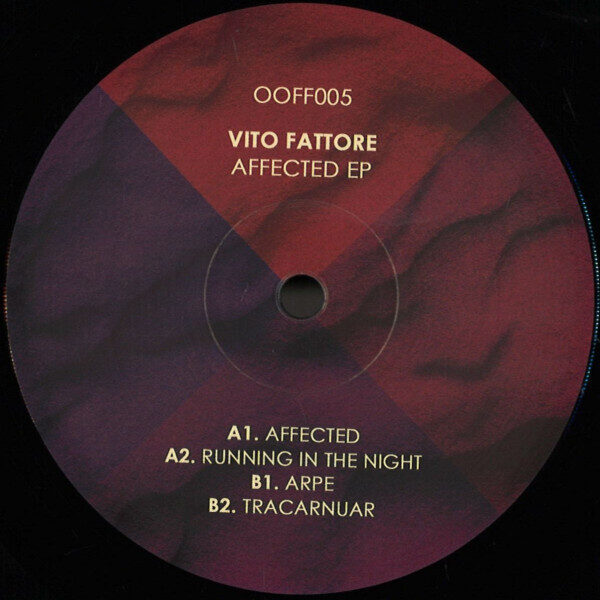 OOFF005
VITO FATTORE
AFFECTED EP
A1. AFFECTED
A2. RUNNING IN THE NIGHT
B1. ARPE
B2. TRACARNUAR